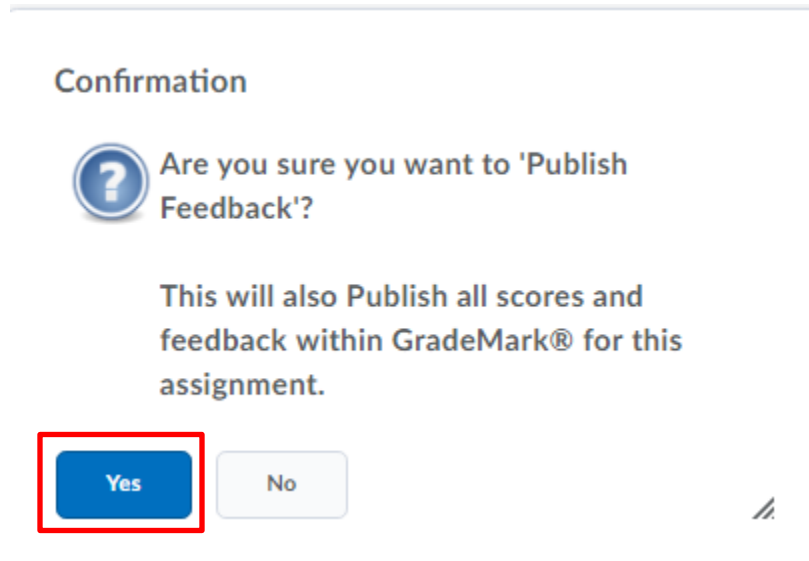 Confirmation
Are you sure you want to 'Publish
Feedback'?
This will also Publish all scores and
feedback within GradeMark® for this
assignment.
Yes
No